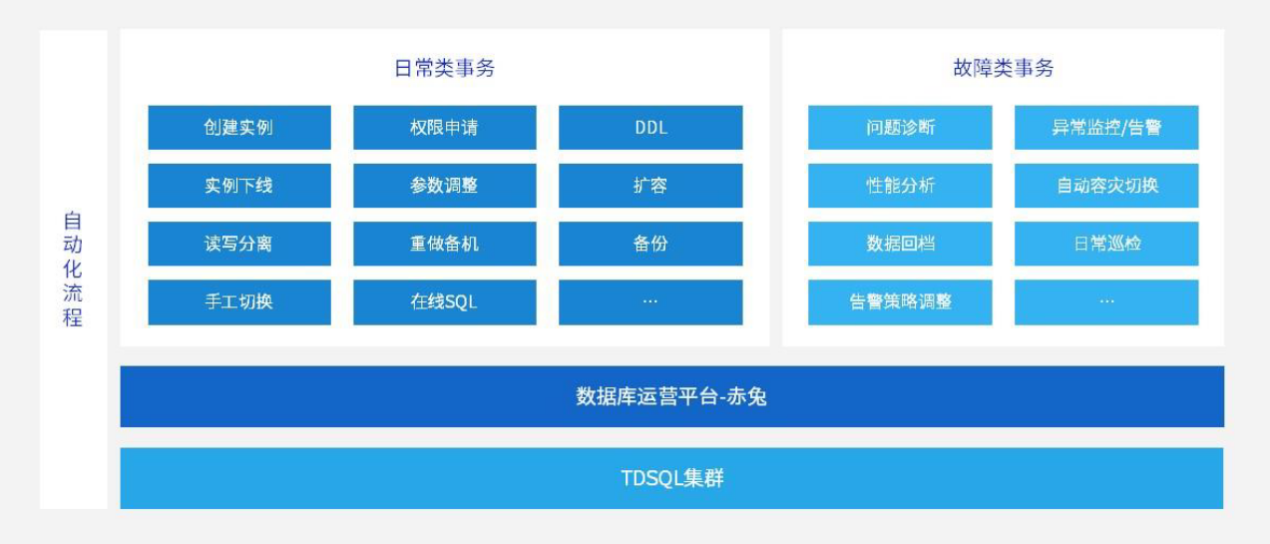 自动化流程
日常类事务
创建实例
权限申请
DDL
实例下线
参数调整
扩容
读写分离
重做备机
备份
手工切换
在线SQL
...
故障类事务
问题诊断
异常监控/告警
性能分析
自动容灾切换
数据回档
日常巡检
告警策略调整
...
数据库运营平台-赤兔
TDSQL集群